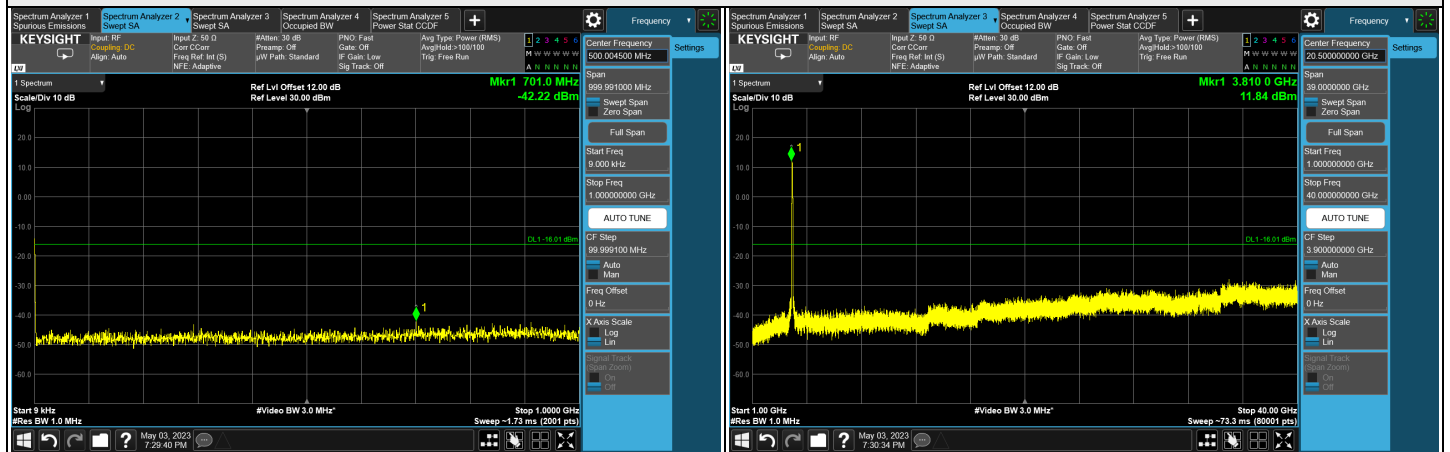 Spectrum Analyzer 1
Spurious Emissions
Spectrum Analyzer 2
Swept SA
Spectrum Analyzer 3
Swept SA
Spectrum Analyzer 4
Occupied BW
Spectrum Analyzer 5
Power Stat CCDF
Frequency
KEYSIGHT
LXI
Input: RF
Coupling: DC
Align: Auto
Input Z: 50 Ω
Corr CCorr
Freq Ref: Int (S)
NFE: Adaptive
#Atten: 30 dB
Preamp: Off
µW Path: Standard
PNO: Fast
Gate: Off
IF Gain: Low
Sig Track: Off
Avg Type: Power (RMS)
Avg|Hold:>100/100
Trig: Free Run
1 2 3 4 5 6
M W W W W W
A N N N N N
1 Spectrum
Scale/Div 10 dB
Log
Ref Lvl Offset 12.00 dB
Ref Level 30.00 dBm
Mkr1 701.0 MHz
-42.22 dBm
20.0
10.0
0.00
-10.0
-20.0
-30.0
-40.0
-50.0
-60.0
DL1 -16.01 dBm
1
Start 9 kHz
#Res BW 1.0 MHz
#Video BW 3.0 MHz*
Stop 1.0000 GHz
Sweep ~1.73 ms (2001 pts)
May 03, 2023
7:29:40 PM
Center Frequency
500.004500 MHz
Settings
Span
999.991000 MHz
Swept Span
Zero Span
Full Span
Start Freq
9.000 kHz
Stop Freq
1.000000000 GHz
AUTO TUNE
CF Step
99.999100 MHz
Auto
Man
Freq Offset
0 Hz
X Axis Scale
Log
Lin
Signal Track
(Span Zoom)
On
Off
Spectrum Analyzer 1
Spurious Emissions
Spectrum Analyzer 2
Swept SA
Spectrum Analyzer 3
Swept SA
Spectrum Analyzer 4
Occupied BW
Spectrum Analyzer 5
Power Stat CCDF
Frequency
KEYSIGHT
LXI
Input: RF
Coupling: DC
Align: Auto
Input Z: 50 Ω
Corr CCorr
Freq Ref: Int (S)
NFE: Adaptive
#Atten: 30 dB
Preamp: Off
µW Path: Standard
PNO: Fast
Gate: Off
IF Gain: Low
Sig Track: Off
Avg Type: Power (RMS)
Avg|Hold:>100/100
Trig: Free Run
1 2 3 4 5 6
M W W W W W
A N N N N N
1 Spectrum
Scale/Div 10 dB
Log
Ref Lvl Offset 12.00 dB
Ref Level 30.00 dBm
Mkr1 3.810 0 GHz
11.84 dBm
20.0
10.0
0.00
-10.0
-20.0
-30.0
-40.0
-50.0
-60.0
DL1 -16.01 dBm
1
Start 1.00 GHz
#Res BW 1.0 MHz
#Video BW 3.0 MHz*
Stop 40.00 GHz
Sweep ~73.3 ms (80001 pts)
May 03, 2023
7:30:34 PM
Center Frequency
20.500000000 GHz
Settings
Span
39.0000000 GHz
Swept Span
Zero Span
Full Span
Start Freq
1.000000000 GHz
Stop Freq
40.00000000 GHz
AUTO TUNE
CF Step
3.900000000 GHz
Auto
Man
Freq Offset
0 Hz
X Axis Scale
Log
Lin
Signal Track
(Span Zoom)
On
Off